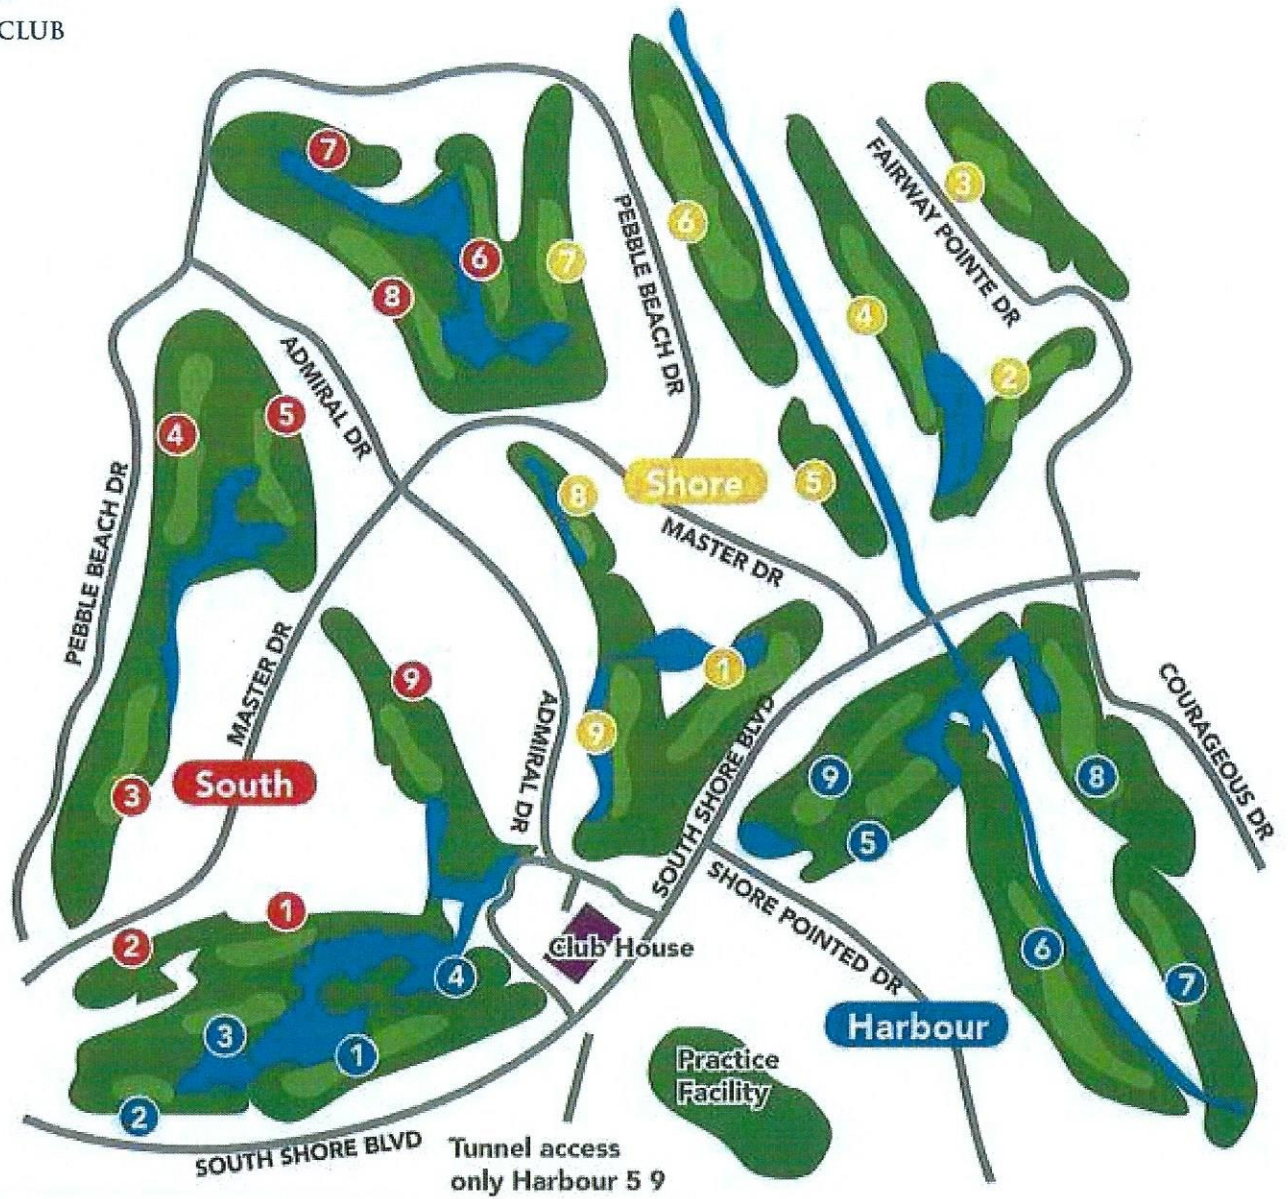 CLUB
7
6
7
8
PEBBLE BEACH DR
6
3
FAIRWAY POINTE DR
4
2
ADMIRAL DR
4
5
PEBBLE BEACH DR
8
Shore
5
MASTER DR
MASTER DR
9
1
9
ADMIRAL DR
SOUTH SHORE BLVD
COURAGEOUS DR
South
3
9
5
8
1
2
Club House
SHORE POINTED DR
4
3
1
2
6
7
Harbour
Practice
Facility
SOUTH SHORE BLVD
Tunnel access
only Harbour 5 9